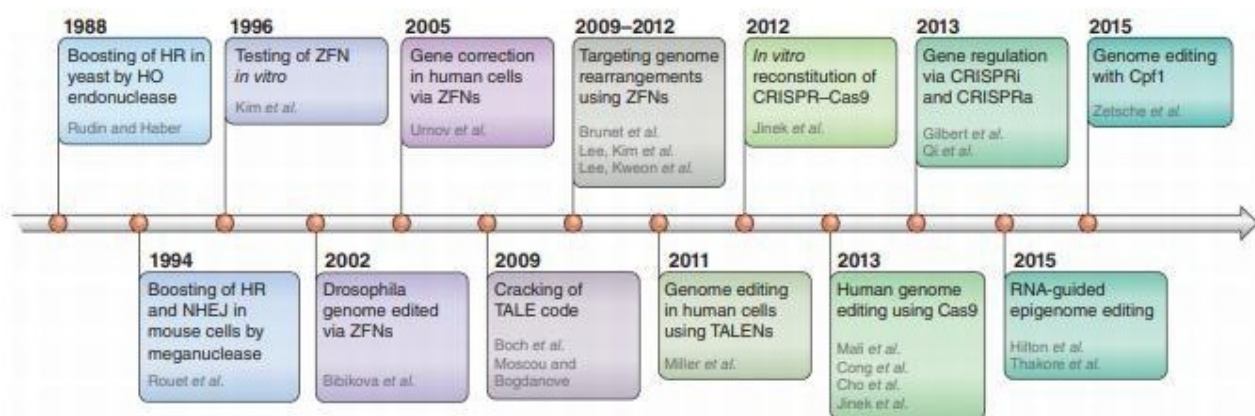 1988
Boosting of HR in
yeast by HO
endonuclease
Rudin and Haber
1996
Testing of ZFN
in vitro
Kim et al.
2005
Gene correction
in human cells
via ZFNs
Urnov et al.
2009–2012
Targeting genome
rearrangements
using ZFNs
Brunet et al.
Lee, Kim et al.
Lee, Kweon et al.
2012
In vitro
reconstitution of
CRISPR–Cas9
Jinek et al.
2013
Gene regulation
via CRISPRi
and CRISPRa
Gilbert et al.
Qi et al.
2015
Genome editing
with Cpf1
Zetsche et al.
1994
Boosting of HR
and NHEJ in
mouse cells by
meganuclease
Rouet et al.
2002
Drosophila
genome edited
via ZFNs
Bibikova et al.
2009
Cracking of
TALE code
Boch et al.
Moscou and
Bogdanove
2011
Genome editing
in human cells
using TALENs
Miller et al.
2013
Human genome
editing using Cas9
Mali et al.
Cong et al.
Cho et al.
Jinek et al.
2015
RNA-guided
epigenome editing
Hilton et al.
Thakore et al.